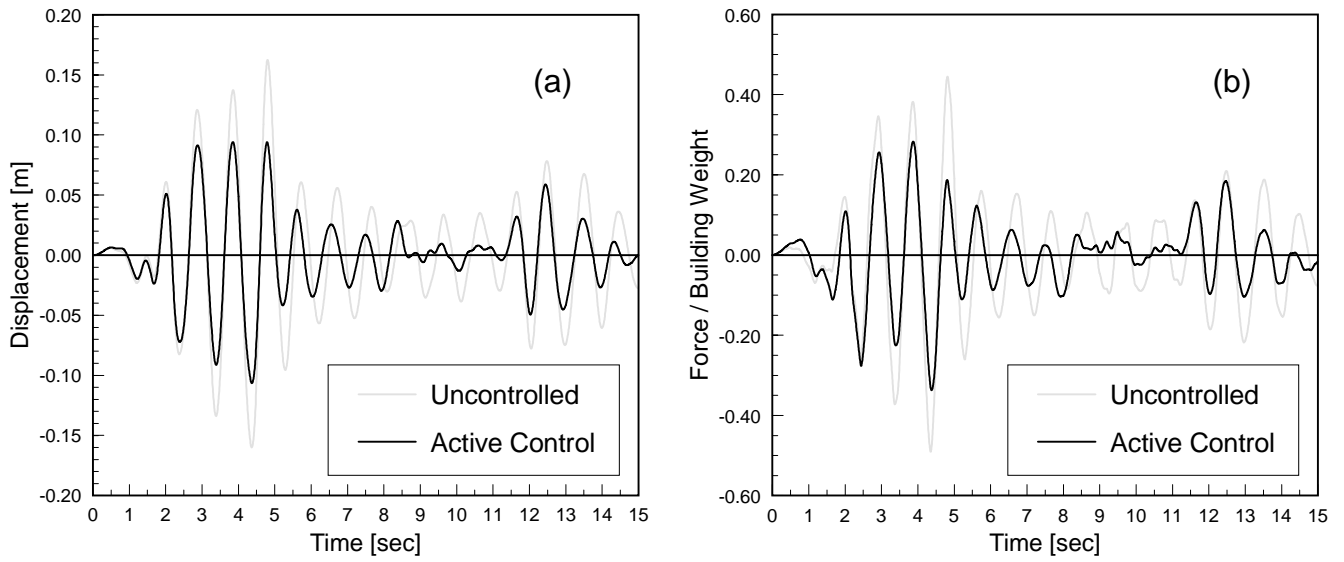 0.20
0.15
0.10
0.05
0.00
-0.05
-0.10
-0.15
-0.20
Displacement [m]
(a)
Uncontrolled
Active Control
0 1 2 3 4 5 6 7 8 9 10 11 12 13 14 15
Time [sec]
0.60
0.40
0.20
0.00
-0.20
-0.40
-0.60
Force / Building Weight
(b)
Uncontrolled
Active Control
0 1 2 3 4 5 6 7 8 9 10 11 12 13 14 15
Time [sec]